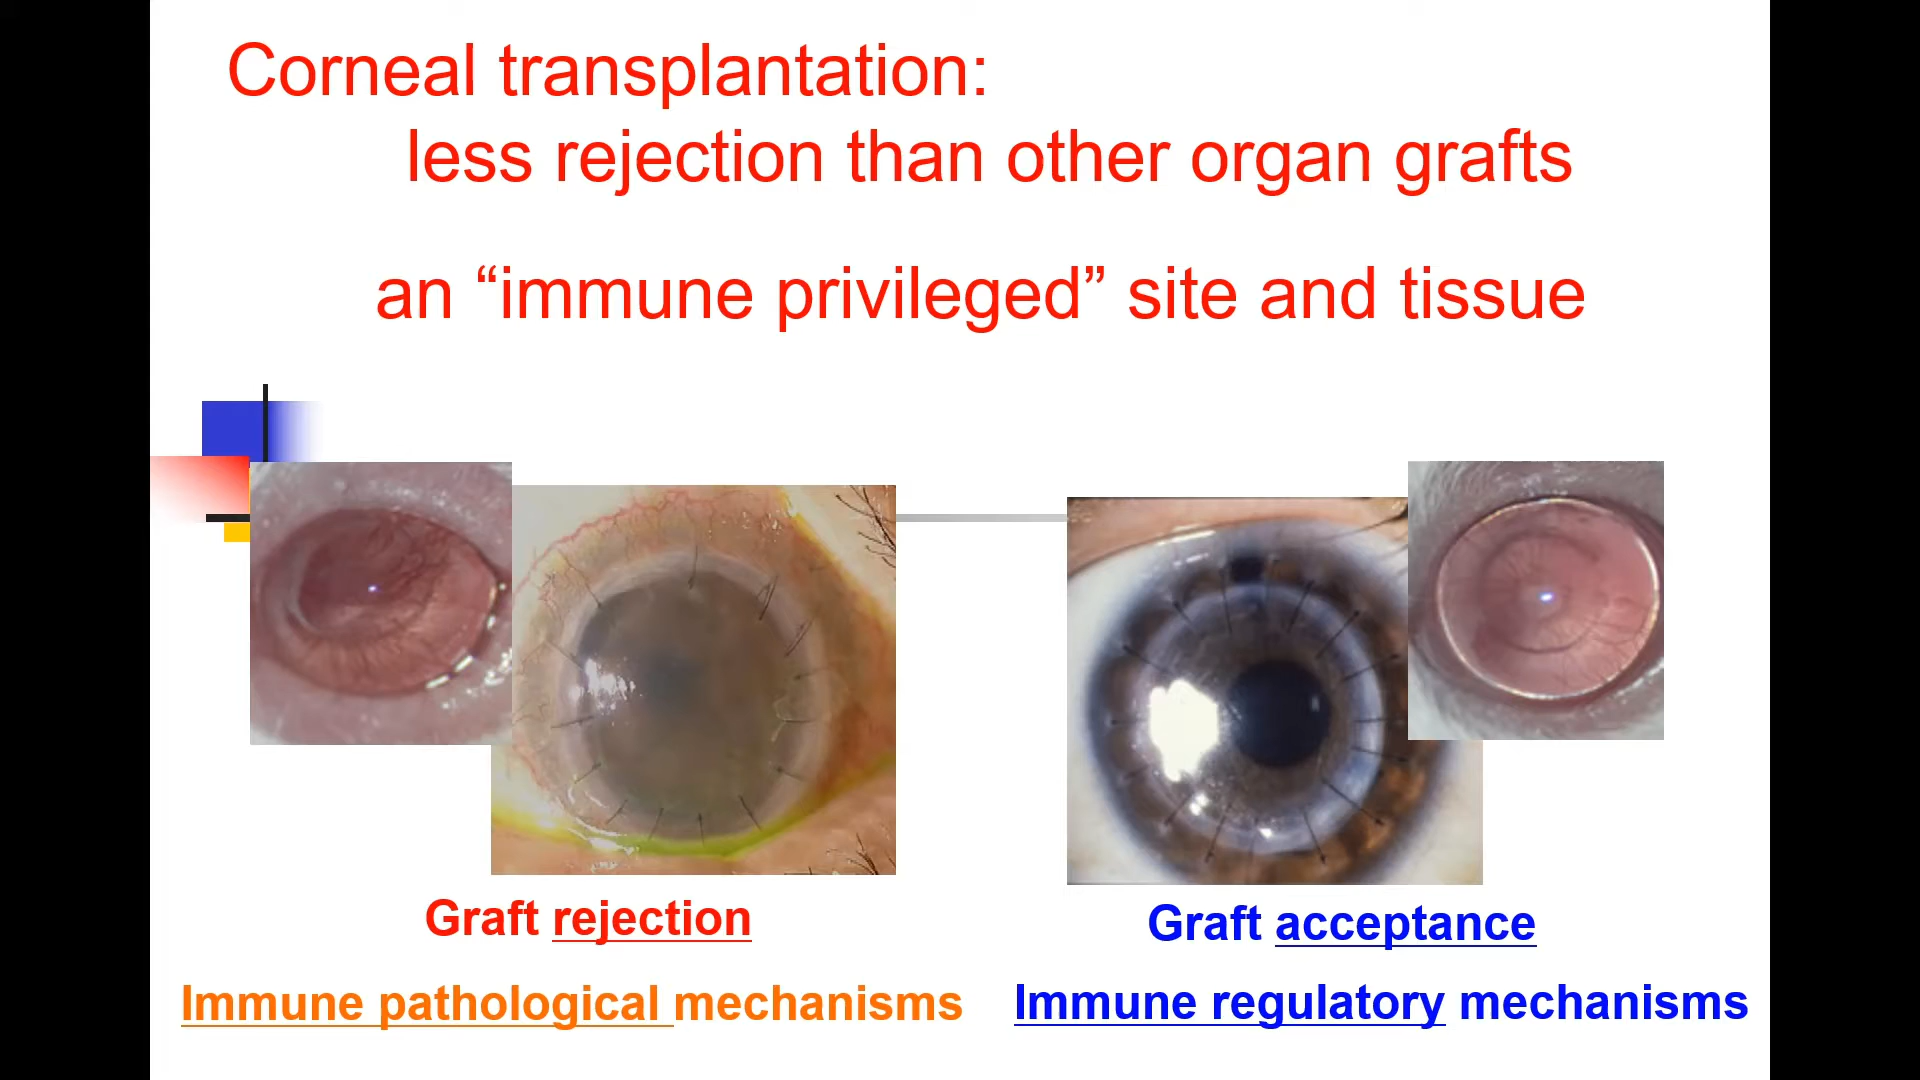 Corneal transplantation:
less rejection than other organ grafts
an “immune privileged” site and tissue
Graft rejection
Graft acceptance
Immune pathological mechanisms
Immune regulatory mechanisms